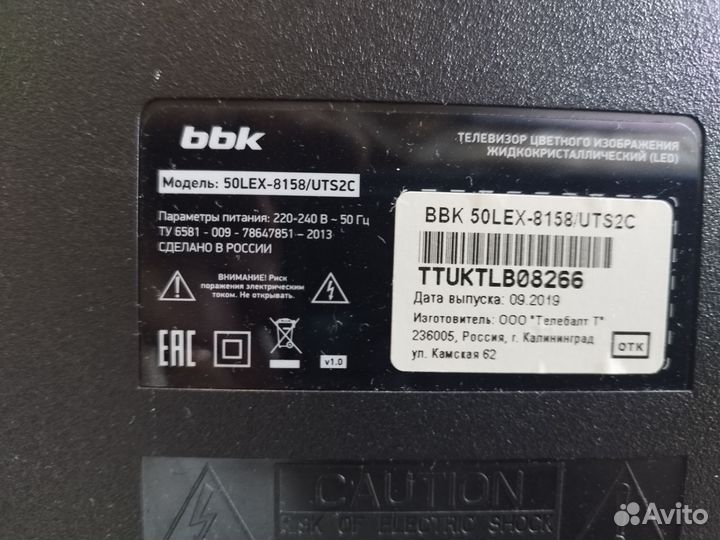 bbk
ТЕЛЕВИЗОР ЦВЕТНОГО ИЗОБРАЖЕНИЯ
ЖИДКОКРИСТАЛЛИЧЕСКИЙ (LED)
Модель: 50LEX-8158/UTS2C
Параметры питания: 220-240 В ~ 50 Гц
ТУ 6581 - 009 - 78647851 – 2013
СДЕЛАНО В РОССИИ
ВНИМАНИЕ! Риск
поражения электрическим
током. Не открывать.
EAC
v1.0
BBK 50LEX-8158/UTS2C
TTUKTLB08266
Дата выпуска: 09.2019
Изготовитель: ООО "Телебалт Т"
236005, Россия, г. Калининград
ул. Камская 62
ОТК
CAUTION
RISK OF ELECTRIC SHOCK
Avito